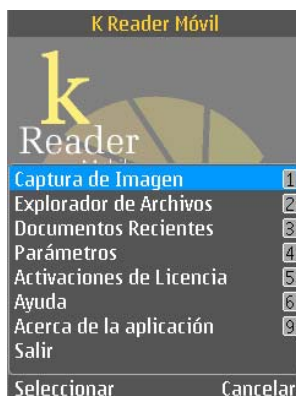 K Reader Móvil
k
Reader
Captura de Imagen 1
Explorador de Archivos 2
Documentos Recientes 3
Parámetros 4
Activaciones de Licencia 5
Ayuda 6
Acerca de la aplicación 9
Salir
Seleccionar Cancelar